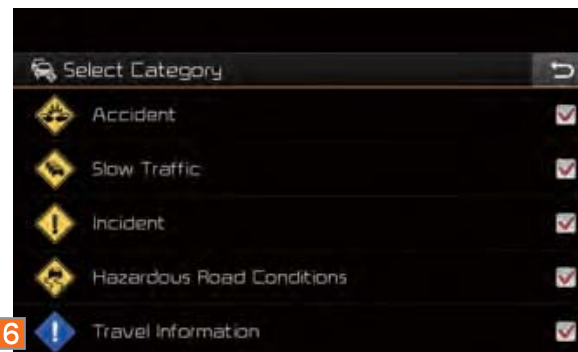 Select Category
Accident
Slow Traffic
Incident
Hazardous Road Conditions
6 Travel Information